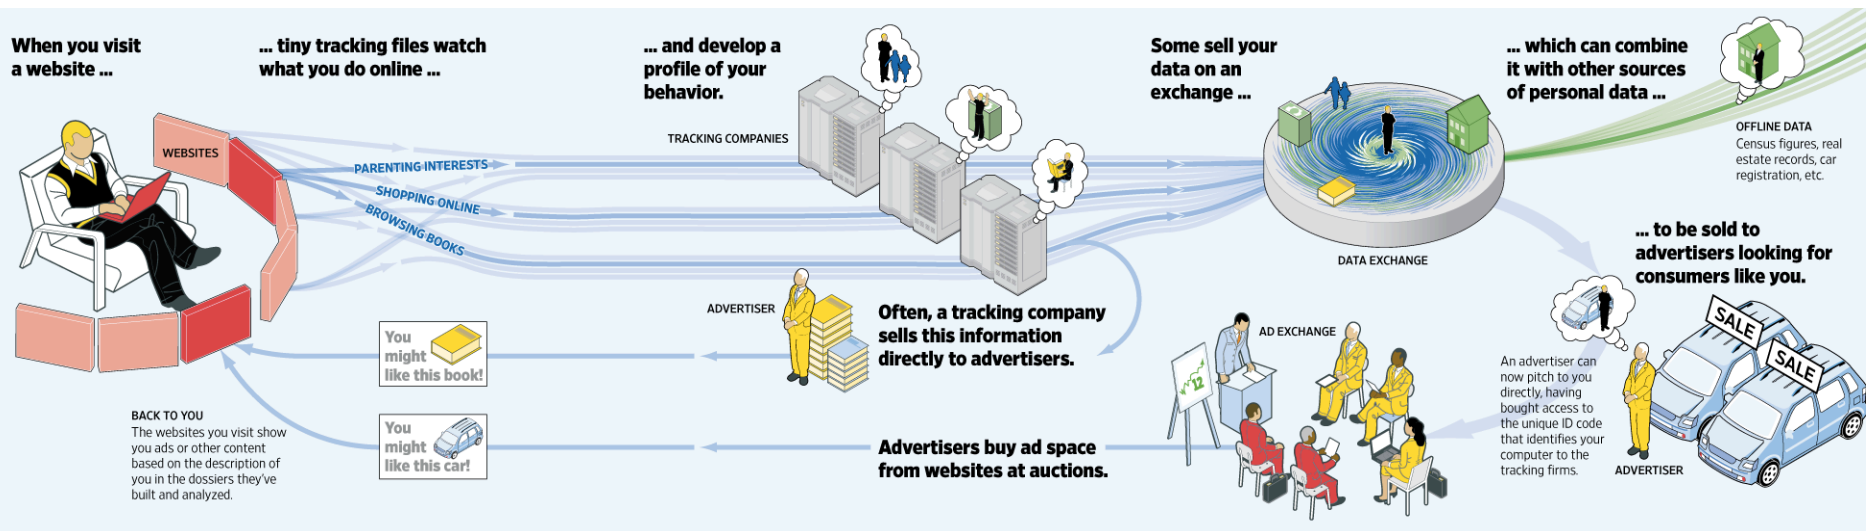 When you visit
a website ...
... tiny tracking files watch
what you do online ...
... and develop a
profile of your
behavior.
Some sell your
data on an
exchange ...
... which can combine
it with other sources
of personal data ...
WEBSITES
PARENTING INTERESTS
SHOPPING ONLINE
BROWSING BOOKS
TRACKING COMPANIES
DATA EXCHANGE
OFFLINE DATA
Census figures, real
estate records, car
registration, etc.
... to be sold to
advertisers looking for
consumers like you.
SALE
SALE
An advertiser can
now pitch to you
directly, having
bought access to
the unique ID code
that identifies your
computer to the
tracking firms.
ADVERTISER
ADVERTISER
Often, a tracking company
sells this information
directly to advertisers.
You
might
like this book!
AD EXCHANGE
12
Advertisers buy ad space
from websites at auctions.
You
might
like this car!
BACK TO YOU
The websites you visit show
you ads or other content
based on the description of
you in the dossiers they've
built and analyzed.